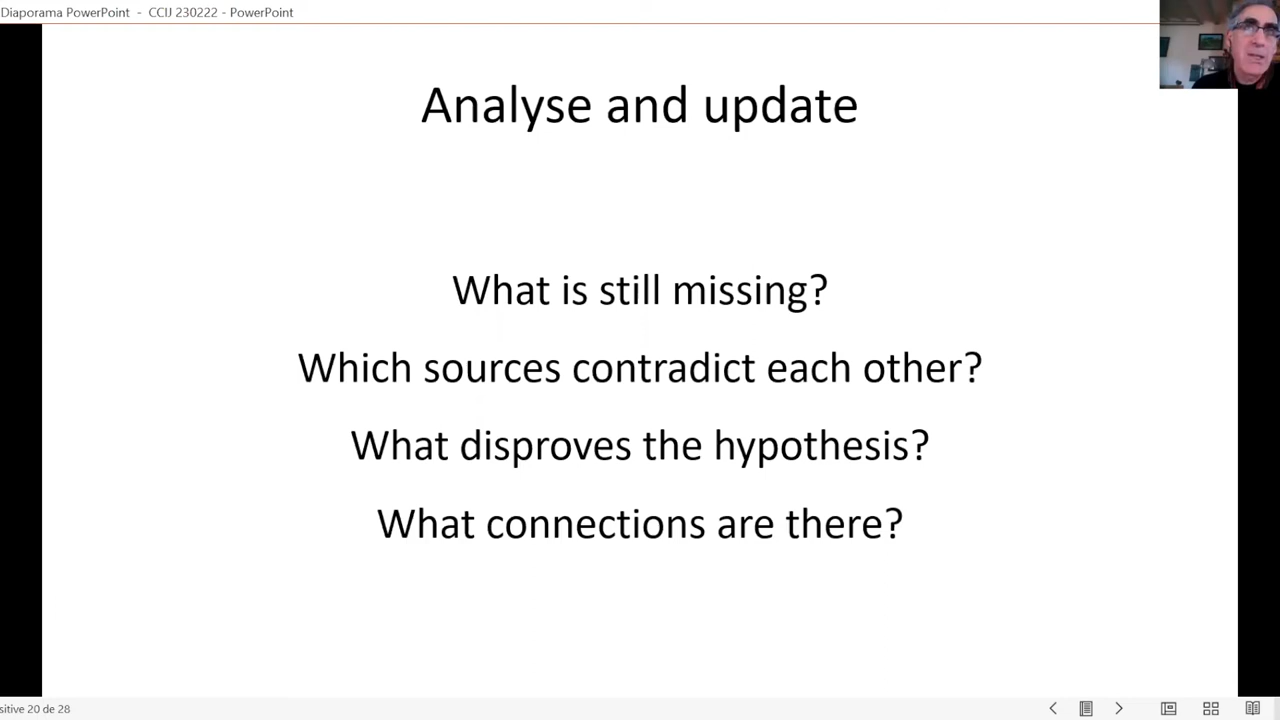 Diaporama PowerPoint - CCIJ 230222 - PowerPoint
Analyse and update
What is still missing?
Which sources contradict each other?
What disproves the hypothesis?
What connections are there?
sitive 20 de 28